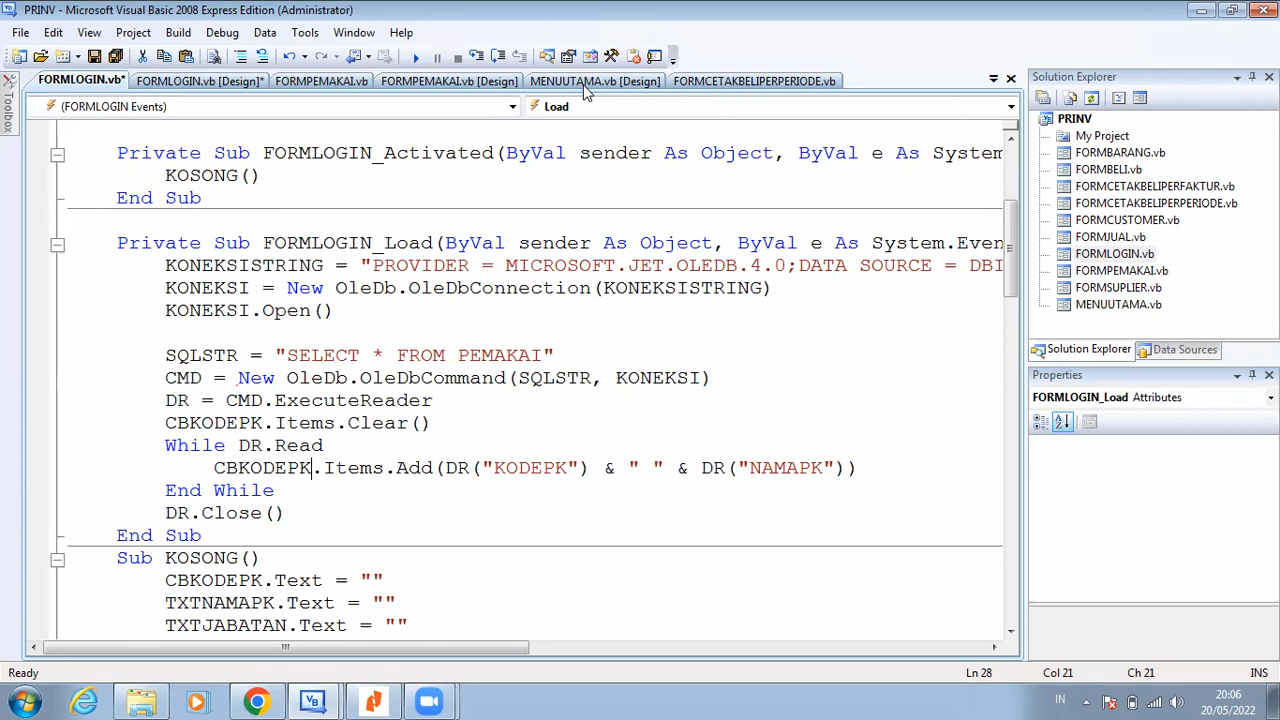 PRINV - Microsoft Visual Basic 2008 Express Edition (Administrator)
File Edit View Project Build Debug Data Tools Window Help
FORMLOGIN.vb* FORMLOGIN.vb [Design]* FORMPEMAKAI.vb FORMPEMAKAI.vb [Design] MENUUTAMA.vb [Design] FORMCETAKBELIPERPERIODE.vb
Toolbox
(FORMLOGIN Events) Load
Private Sub FORMLOGIN_Activated(ByVal sender As Object, ByVal e As System
KOSONG()
End Sub
Private Sub FORMLOGIN_Load(ByVal sender As Object, ByVal e As System.Even
KONEKSISTRING = "PROVIDER = MICROSOFT.JET.OLEDB.4.0;DATA SOURCE = DBI
KONEKSI = New OleDb.OleDbConnection(KONEKSISTRING)
KONEKSI.Open()
SQLSTR = "SELECT * FROM PEMAKAI"
CMD = New OleDb.OleDbCommand(SQLSTR, KONEKSI)
DR = CMD.ExecuteReader
CBKODEPK.Items.Clear()
While DR.Read
CBKODEPK.Items.Add(DR("KODEPK") & " " & DR("NAMAPK"))
End While
DR.Close()
End Sub
Sub KOSONG()
CBKODEPK.Text = ""
TXTNAMAPK.Text = ""
TXTJABATAN.Text = ""
Solution Explorer
PRINV
My Project
FORMBARANG.vb
FORMBELI.vb
FORMCETAKBELIPERFAKTUR.vb
FORMCETAKBELIPERPERIODE.vb
FORMCUSTOMER.vb
FORMJUAL.vb
FORMLOGIN.vb
FORMPEMAKAI.vb
FORMSUPLIER.vb
MENUUTAMA.vb
Solution Explorer Data Sources
Properties
FORMLOGIN_Load Attributes
Ready Ln 28 Col 21 Ch 21 INS
IN 20:06
20/05/2022